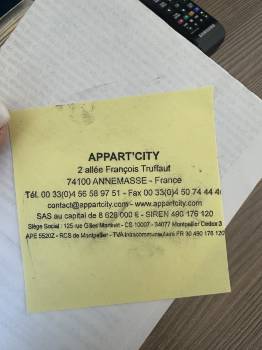 APPART'CITY
2 allée François Truffaut
74100 ANNEMASSE - France
Tél. 00 33(0)4 56 58 97 51 - Fax 00 33(0)4 50 74 44 4
contact@appartcity.com - www.appartcity.com
SAS au capital de 8 628 000 € - SIREN 490 176 120
Siège Social : 125 rue Gilles Martinet - CS 10007 - 34077 Montpellier Cedex 3
APE 5520Z - RCS de Montpellier - TVA Intracommunautaire FR 30 490 176 120